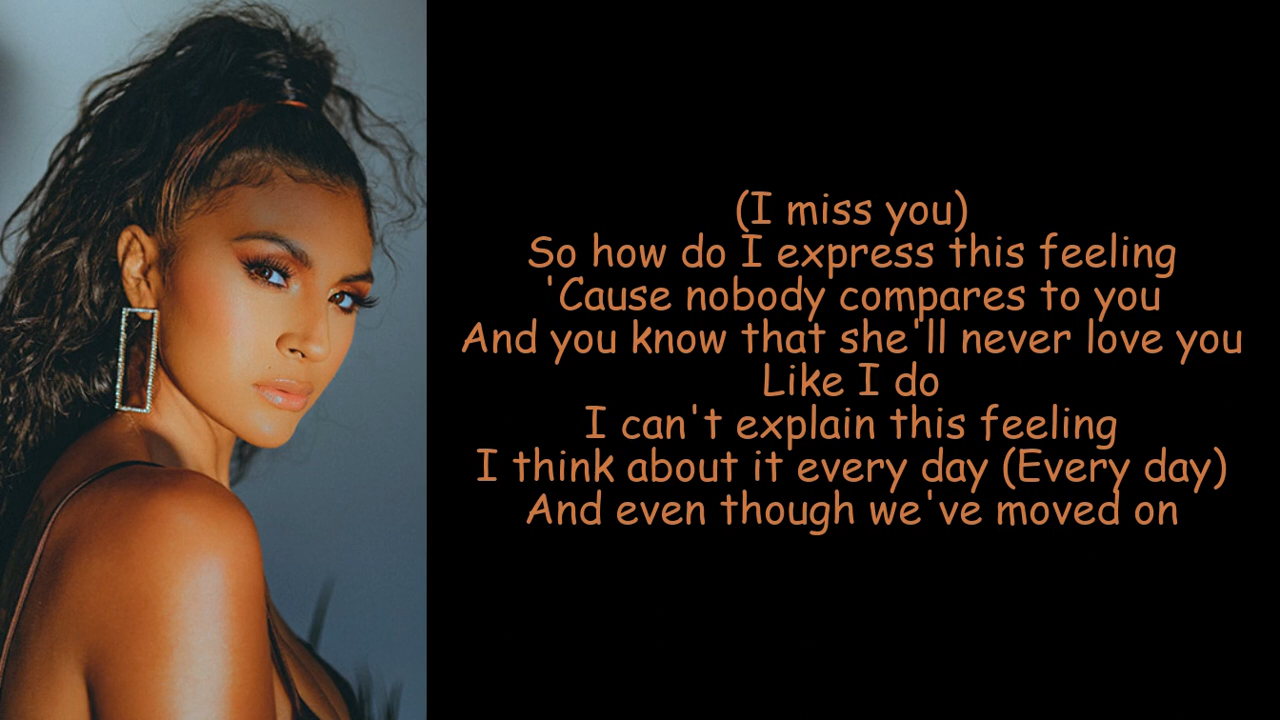 (I miss you)
So how do I express this feeling
'Cause nobody compares to you
And you know that she'll never love you
Like I do
I can't explain this feeling
I think about it every day (Every day)
And even though we've moved on